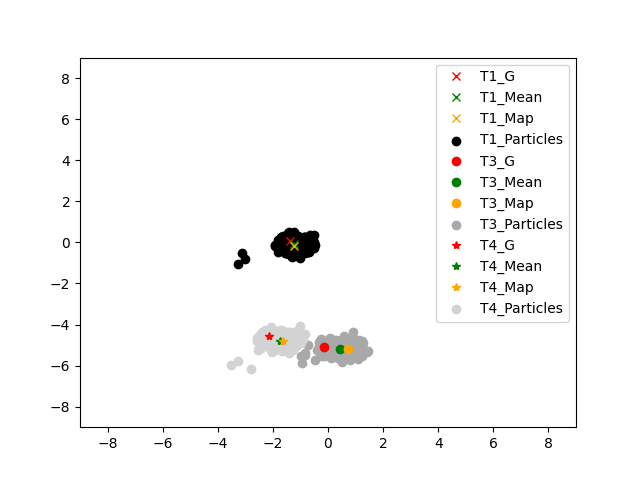 8
6
4
2
0
−2
−4
−6
−8
−8 −6 −4 −2 0 2 4 6 8
T1_G
T1_Mean
T1_Map
T1_Particles
T3_G
T3_Mean
T3_Map
T3_Particles
T4_G
T4_Mean
T4_Map
T4_Particles